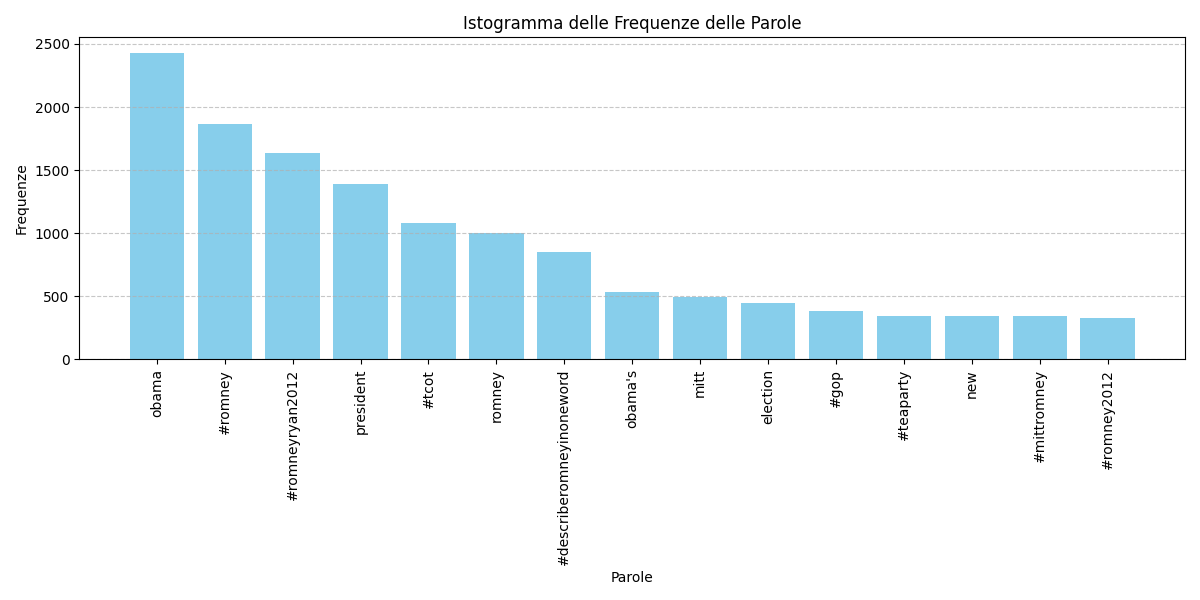 Istogramma delle Frequenze delle Parole
Frequenze
2500
2000
1500
1000
500
0
obama
#romney
#romneyryan2012
president
#tcot
romney
#describeromneyinoneword
obama's
mitt
election
#gop
#teaparty
new
#mittromney
#romney2012
Parole